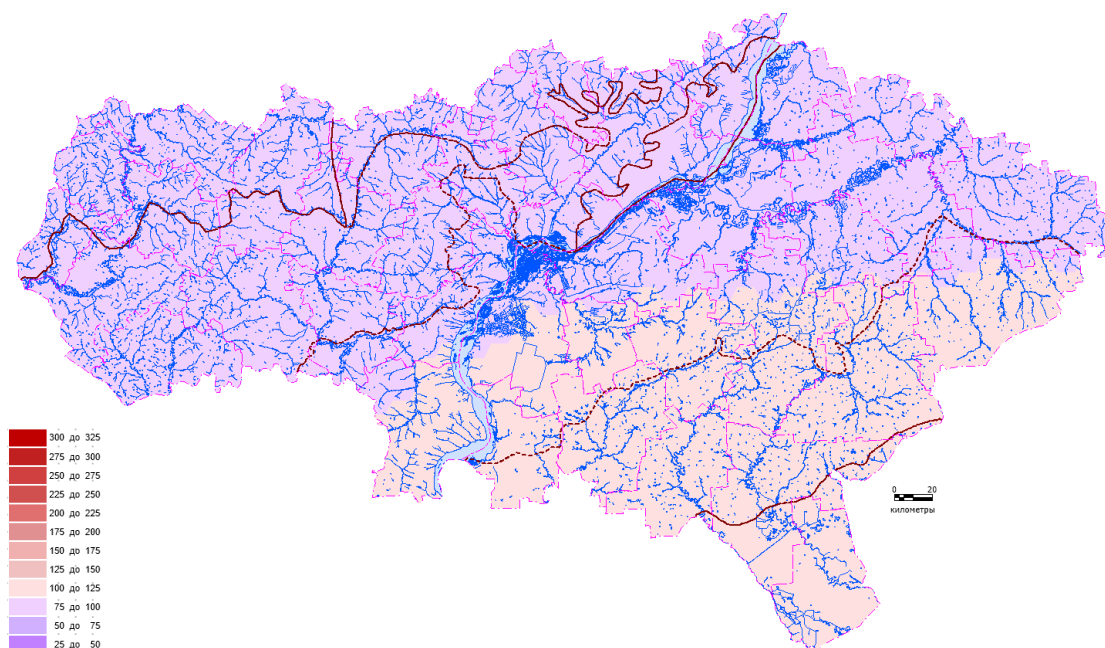 300 до 325
275 до 300
250 до 275
225 до 250
200 до 225
175 до 200
150 до 175
125 до 150
100 до 125
75 до 100
50 до 75
25 до 50
0 20
километры